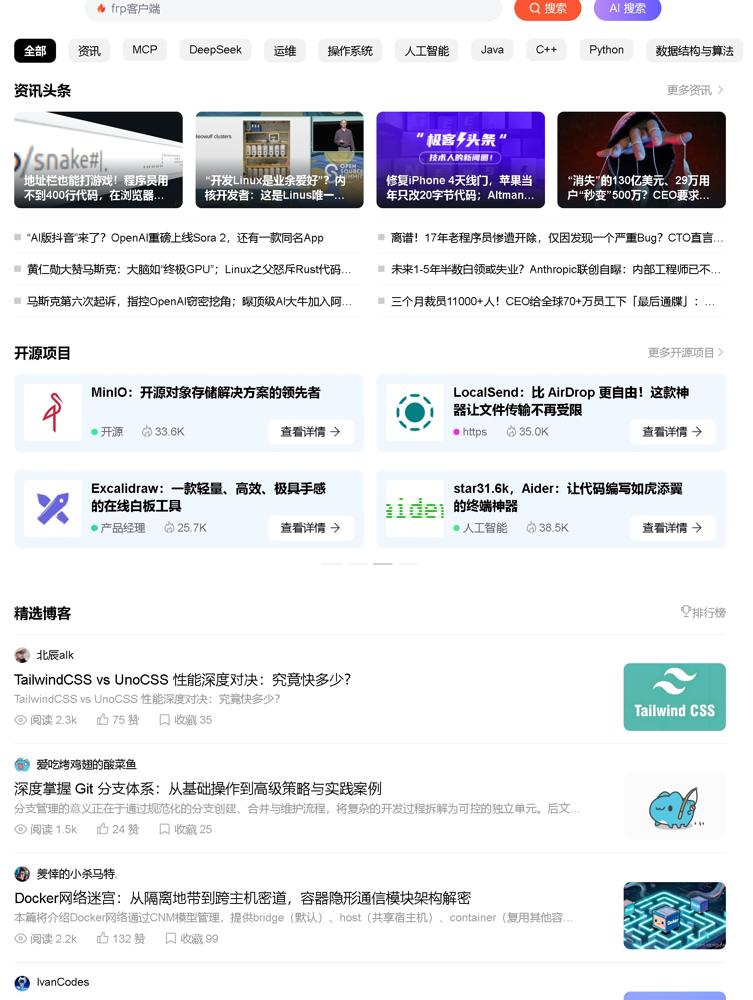 frp客户端
搜索
AI 搜索
全部
资讯
MCP
DeepSeek
运维
操作系统
人工智能
Java
C++
Python
数据结构与算法
资讯头条
更多资讯
/snake#|.
地址栏也能打游戏！程序员用
不到400行代码，在浏览器...
Beowulf clusters
THE LINUX FOUNDATION
OPEN
SOURCE
SUMMIT
“开发Linux是业余爱好”？内
核开发者：这是Linus唯一...
GEEK
NEWS
“极客头条“
技术人的新闻圈！
修复iPhone 4天线门，苹果当
年只改20字节代码；Altman...
“消失”的130亿美元、29万用
户“秒变”500万？CEO要求...
“AI版抖音”来了？OpenAI重磅上线Sora 2，还有一款同名App
离谱！17年老程序员惨遭开除，仅因发现一个严重Bug？CTO直言...
黄仁勋大赞马斯克：大脑如“终极GPU”；Linux之父怒斥Rust代码...
未来1-5年半数白领或失业？Anthropic联创自曝：内部工程师已不...
马斯克第六次起诉，指控OpenAI窃密挖角；曝顶级AI大牛加入阿...
三个月裁员11000+人！CEO给全球70+万员工下「最后通牒」：...
开源项目
更多开源项目
MinIO：开源对象存储解决方案的领先者
开源
33.6K
查看详情
LocalSend：比 AirDrop 更自由！这款神
器让文件传输不再受限
https
35.0K
查看详情
Excalidraw：一款轻量、高效、极具手感
的在线白板工具
产品经理
25.7K
查看详情
aider
star31.6k，Aider：让代码编写如虎添翼
的终端神器
人工智能
38.5K
查看详情
精选博客
排行榜
北辰alk
TailwindCSS vs UnoCSS 性能深度对决：究竟快多少？
TailwindCSS vs UnoCSS 性能深度对决：究竟快多少？
阅读 2.3k
75 赞
收藏 35
Tailwind CSS
爱吃烤鸡翅的酸菜鱼
深度掌握 Git 分支体系：从基础操作到高级策略与实践案例
分支管理的意义正在于通过规范化的分支创建、合并与维护流程，将复杂的开发过程拆解为可控的独立单元。后文...
阅读 1.5k
24 赞
收藏 25
羑悻的小杀马特.
Docker网络迷宫：从隔离地带到跨主机密道，容器隐形通信模块架构解密
本篇将介绍Docker网络通过CNM模型管理，提供bridge（默认）、host（共享宿主机）、container（复用其他容...
阅读 2.2k
132 赞
收藏 99
Doker
IvanCodes